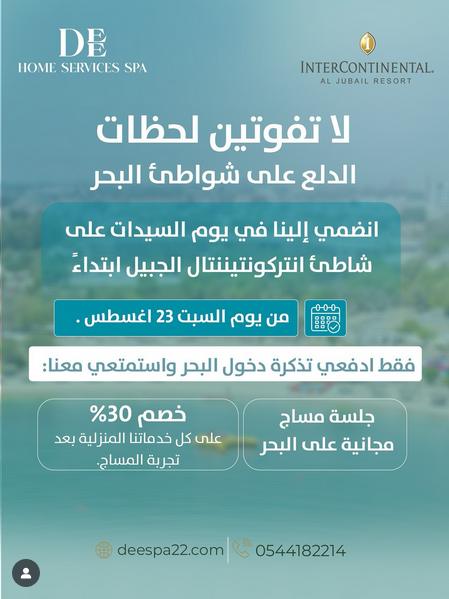 DEE
HOME SERVICES SPA
INTERCONTINENTAL.
AL JUBAIL RESORT
لا تفوتين لحظات
الدلع على شواطئ البحر
انضمي إلينا في يوم السيدات على
شاطئ انتركونتيننتال الجبيل ابتداءً
من يوم السبت 23 اغسطس .
فقط ادفعي تذكرة دخول البحر واستمتعي معنا:
جلسة مساج
مجانية على البحر
خصم 30%
على كل خدماتنا المنزلية بعد
تجربة المساج.
deespa22.com | 0544182214